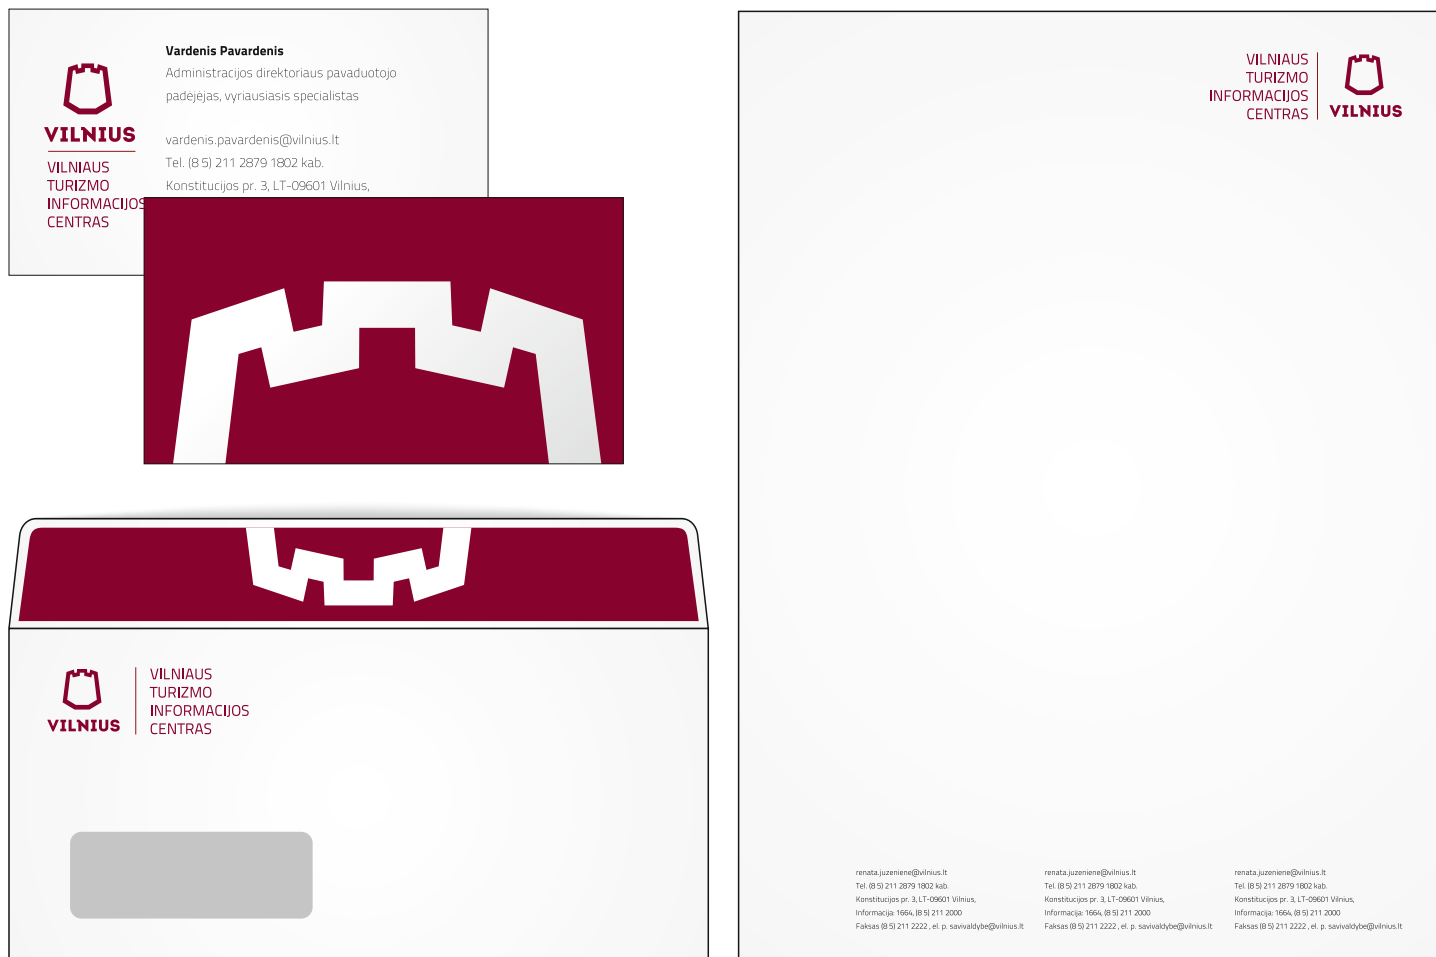 VILNIUS
VILNIAUS
TURIZMO
INFORMACIJOS
CENTRAS
Vardenis Pavardenis
Administracijos direktoriaus pavaduotojo
padėjėjas, vyriausiasis specialistas
vardenis.pavardenis@vilnius.lt
Tel. (8 5) 211 2879 1802 kab.
Konstitucijos pr. 3, LT-09601 Vilnius,
VILNIUS
VILNIAUS
TURIZMO
INFORMACIJOS
CENTRAS
VILNIAUS
TURIZMO
INFORMACIJOS
CENTRAS
VILNIUS
renata.juzeniene@vilnius.lt
Tel. (8 5) 211 2879 1802 kab.
Konstitucijos pr. 3, LT-09601 Vilnius,
Informacija: 1664, (8 5) 211 2000
Faksas (8 5) 211 2222 , el. p. savivaldybe@vilnius.lt
renata.juzeniene@vilnius.lt
Tel. (8 5) 211 2879 1802 kab.
Konstitucijos pr. 3, LT-09601 Vilnius,
Informacija: 1664, (8 5) 211 2000
Faksas (8 5) 211 2222 , el. p. savivaldybe@vilnius.lt
renata.juzeniene@vilnius.lt
Tel. (8 5) 211 2879 1802 kab.
Konstitucijos pr. 3, LT-09601 Vilnius,
Informacija: 1664, (8 5) 211 2000
Faksas (8 5) 211 2222 , el. p. savivaldybe@vilnius.lt